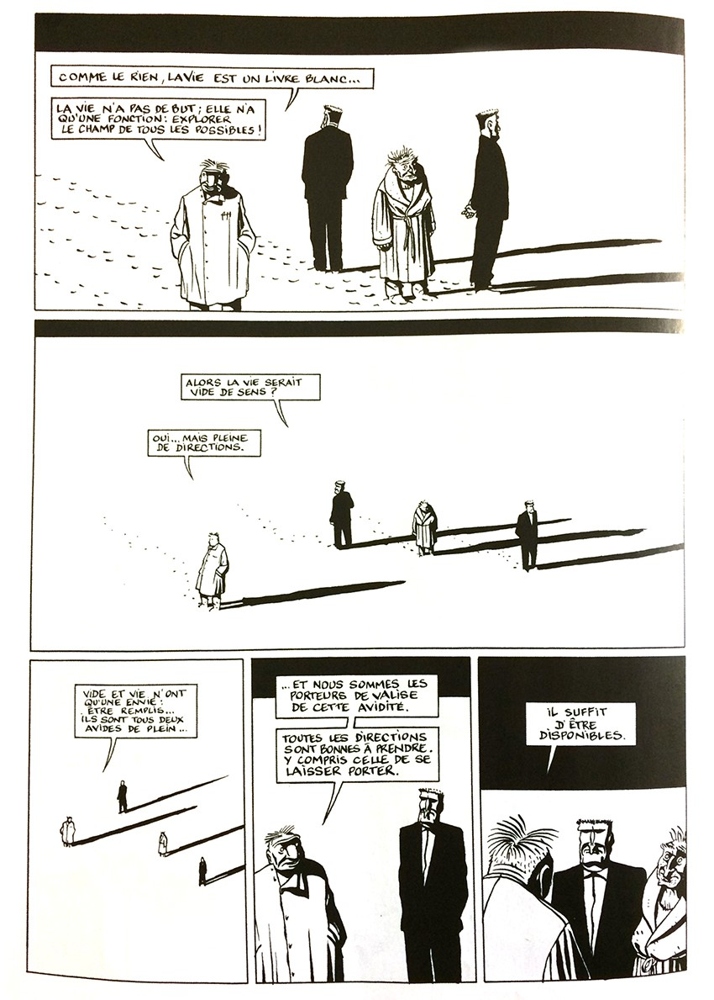 COMME LE RIEN, LA VIE EST UN LIVRE BLANC...
LA VIE N'A PAS DE BUT; ELLE N'A
QU'UNE FONCTION: EXPLORER
LE CHAMP DE TOUS LES POSSIBLES!
ALORS LA VIE SERAIT
VIDE DE SENS?
OUI... MAIS PLEINE
DE DIRECTIONS.
VIDE ET VIE N'ONT
QU'UNE ENVIE:
ÊTRE REMPLIS...
ILS SONT TOUS DEUX
AVIDES DE PLEIN...
...ET NOUS SOMMES LES
PORTEURS DE VALISE
DE CETTE AVIDITÉ.
TOUTES LES DIRECTIONS
SONT BONNES À PRENDRE.
Y COMPRIS CELLE DE SE
LAISSER PORTER.
IL SUFFIT
D'ÊTRE
DISPONIBLES.